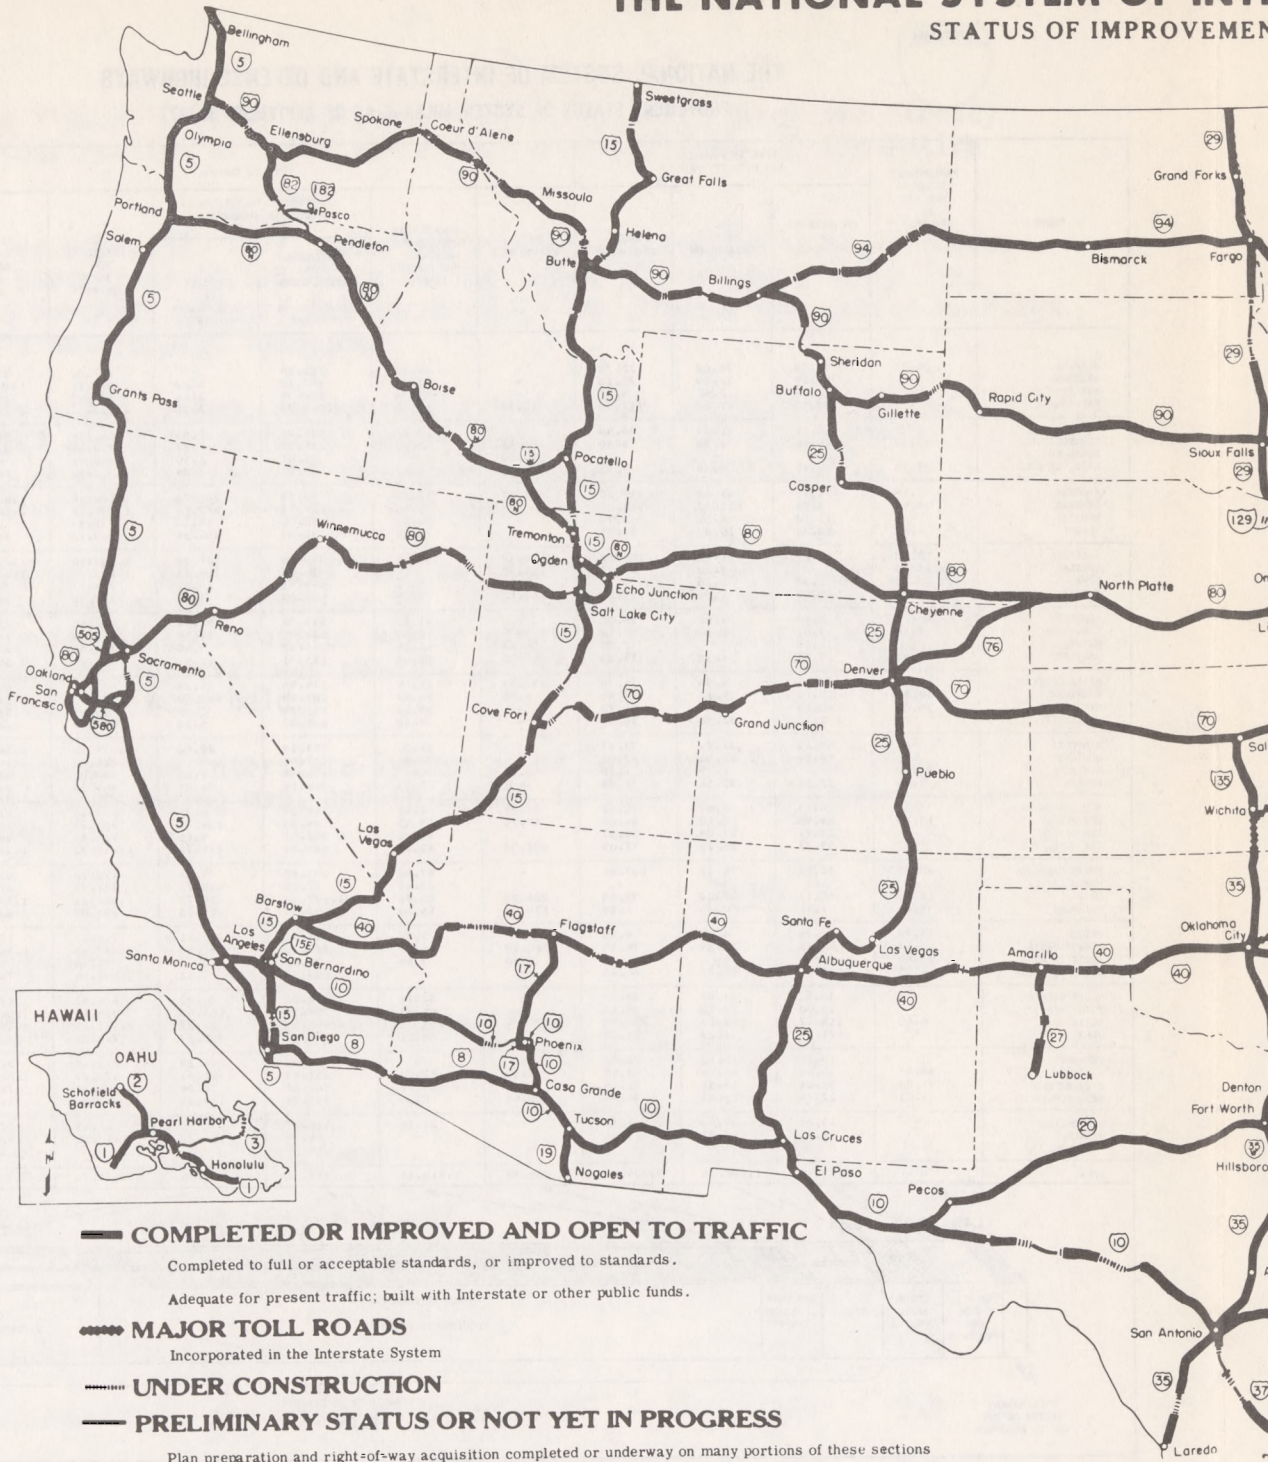 THE NATIONAL SYSTEM OF INT
STATUS OF IMPROVEMEN
Bellingham
5
Seattle
90
Olympia
Ellensburg
Spokane
Coeur d'Alene
Sweetgrass
15
29
5
82
182
Pasco
90
Missoula
Great Falls
Grand Forks
Portland
Salem
80N
Pendleton
90
Helena
Butte
90
Billings
94
94
Bismarck
Fargo
5
80N
90
Sheridan
29
Grants Pass
Boise
15
Buffalo
90
Gillette
Rapid City
90
80N
15W
Pocatello
25
Sioux Falls
29
5
80N
15
Casper
129
Winnemucca
80
Tremonton
15
Ogden
80N
80
Echo Junction
80
North Platte
80
Salt Lake City
Cheyenne
80
Reno
505
80
Sacramento
15
25
76
Oakland
San Francisco
5
580
70
Denver
70
70
Cove Fort
70
Grand Junction
25
Sal
Pueblo
135
Wichita
5
15
Las Vegas
15
25
35
Barstow
15
40
40
Flagstaff
40
Santa Fe
Las Vegas
Oklahoma City
Los Angeles
15E
Santa Monica
San Bernardino
Albuquerque
Amarillo
40
40
40
10
17
15
San Diego
8
10
10
Phoenix
25
27
5
8
17
10
Casa Grande
Lubbock
10
Tucson
10
Denton
Fort Worth
20
19
Nogales
Las Cruces
35W
Hillsboro
El Paso
10
Pecos
10
35
San Antonio
35
37
Laredo
HAWAII
OAHU
2
Schofield Barracks
Pearl Harbor
3
1
Honolulu
1
N
COMPLETED OR IMPROVED AND OPEN TO TRAFFIC
Completed to full or acceptable standards, or improved to standards.
Adequate for present traffic; built with Interstate or other public funds.
MAJOR TOLL ROADS
Incorporated in the Interstate System
UNDER CONSTRUCTION
PRELIMINARY STATUS OR NOT YET IN PROGRESS
Plan preparation and right-of-way acquisition completed or underway on many portions of these sections